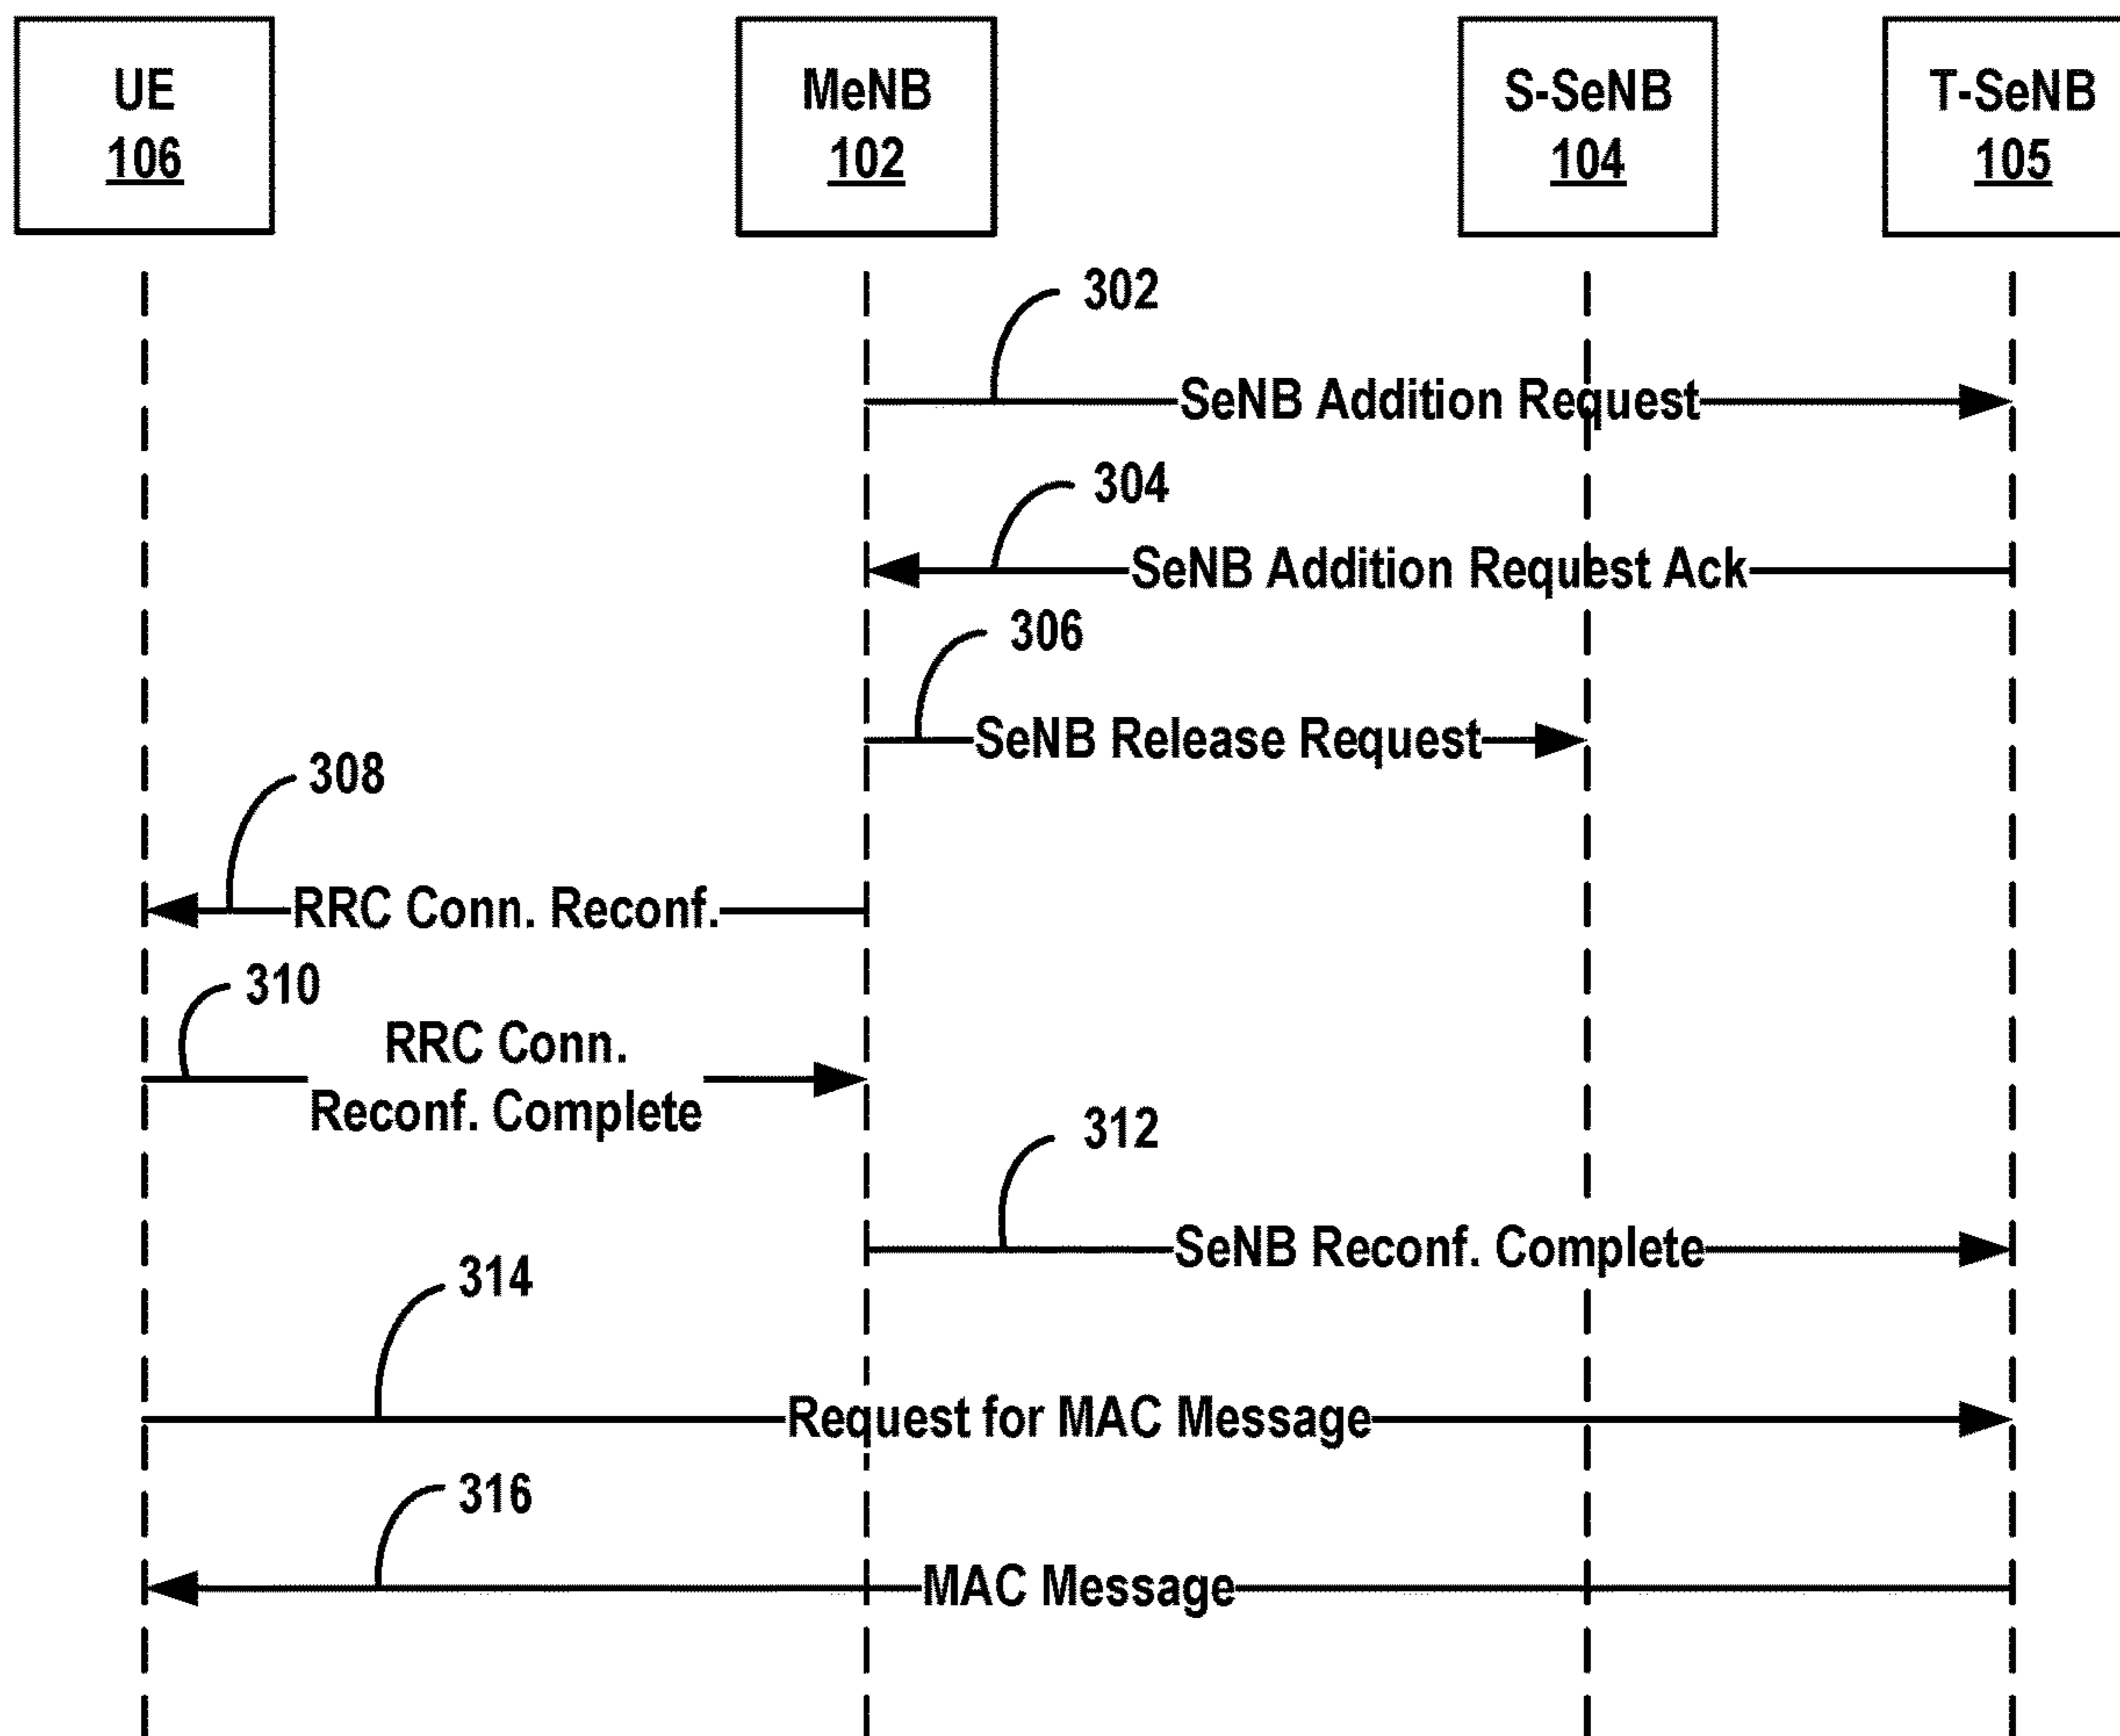 UE
106
MeNB
102
S-SeNB
104
T-SeNB
105
302
SeNB Addition Request
304
SeNB Addition Request Ack
306
SeNB Release Request
308
RRC Conn. Reconf.
310
RRC Conn.
Reconf. Complete
312
SeNB Reconf. Complete
314
Request for MAC Message
316
MAC Message